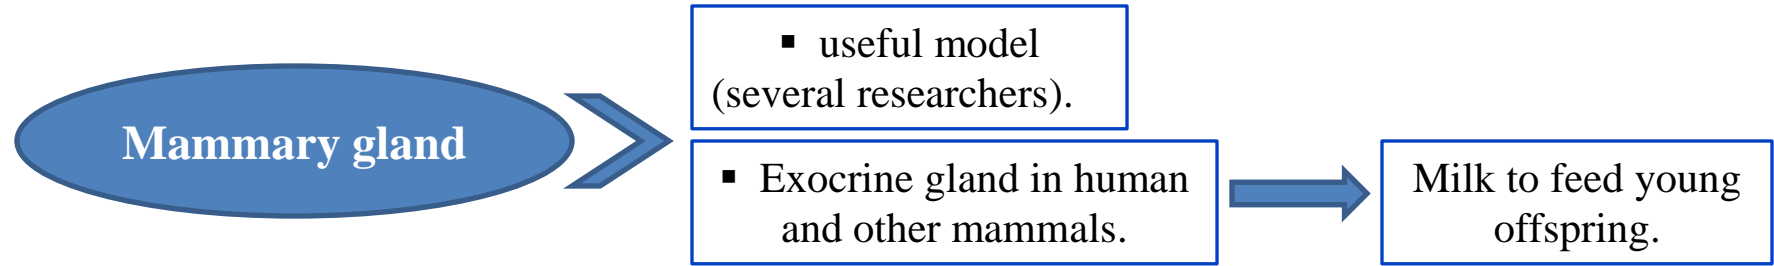 Mammary gland
▪ useful model
(several researchers).
▪ Exocrine gland in human
and other mammals.
Milk to feed young
offspring.